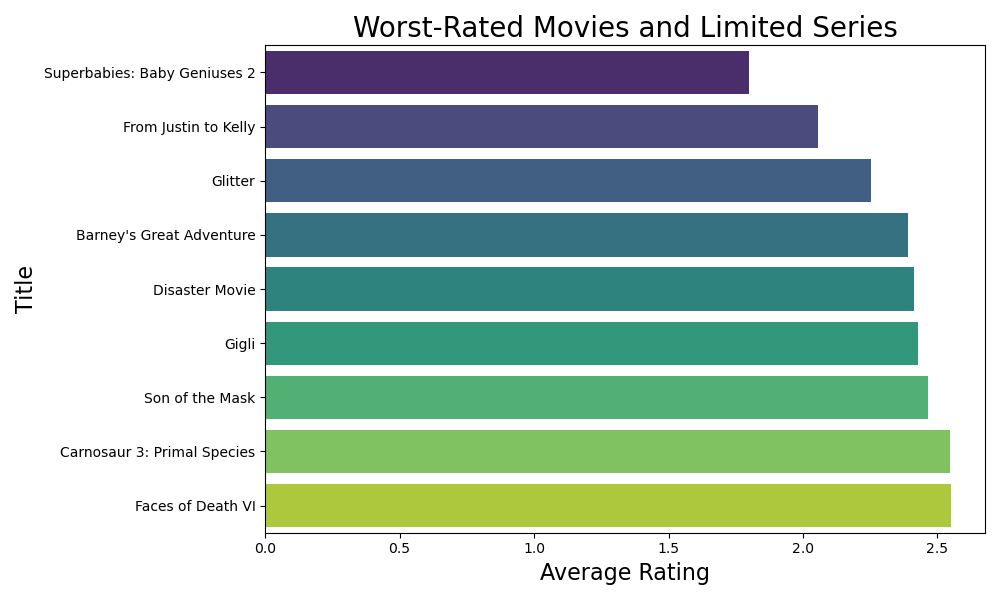 Worst-Rated Movies and Limited Series
Title
Superbabies: Baby Geniuses 2
From Justin to Kelly
Glitter
Barney's Great Adventure
Disaster Movie
Gigli
Son of the Mask
Carnosaur 3: Primal Species
Faces of Death VI
0.0 0.5 1.0 1.5 2.0 2.5
Average Rating